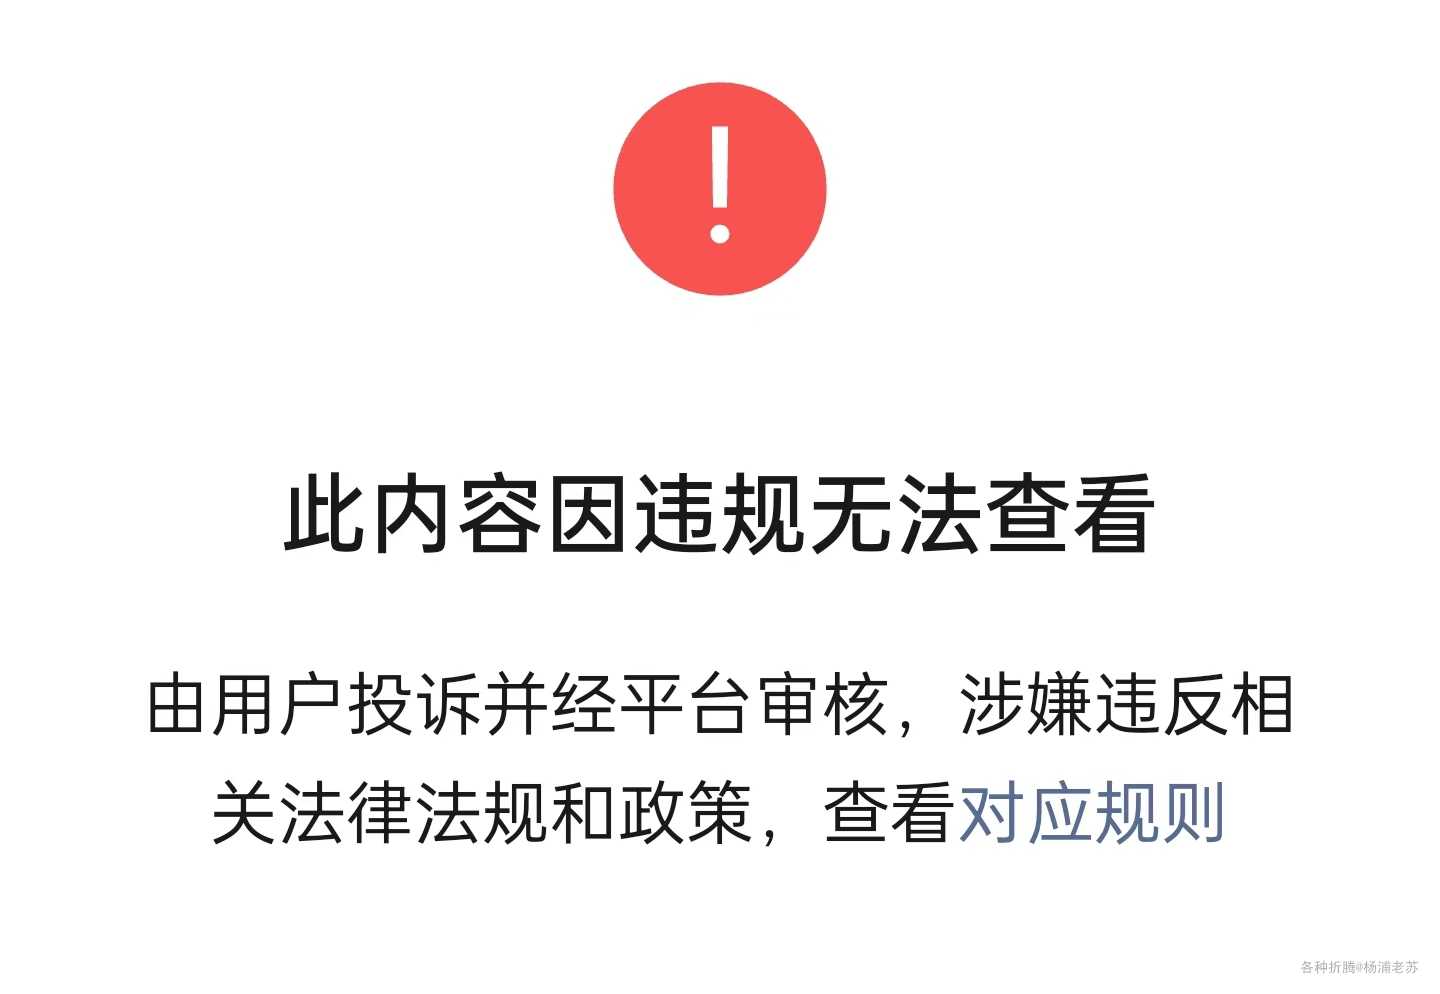 !
此内容因违规无法查看
由用户投诉并经平台审核，涉嫌违反相
关法律法规和政策，查看对应规则
各种折腾@杨浦老苏